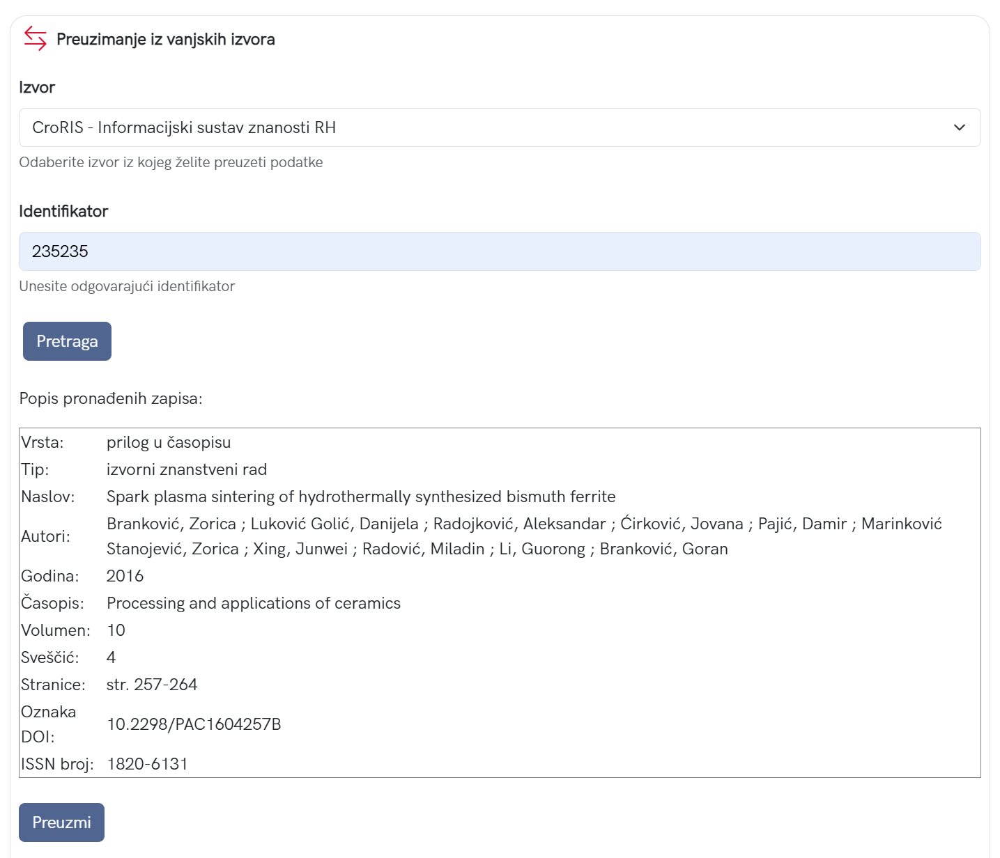 Preuzimanje iz vanjskih izvora
Izvor
CroRIS - Informacijski sustav znanosti RH
Odaberite izvor iz kojeg želite preuzeti podatke
Identifikator
235235
Unesite odgovarajući identifikator
Pretraga
Popis pronađenih zapisa:
Vrsta: prilog u časopisu
Tip: izvorni znanstveni rad
Naslov: Spark plasma sintering of hydrothermally synthesized bismuth ferrite
Autori: Branković, Zorica ; Luković Golić, Danijela ; Radojković, Aleksandar ; Ćirković, Jovana ; Pajić, Damir ; Marinković
Stanojević, Zorica ; Xing, Junwei ; Radović, Miladin ; Li, Guorong ; Branković, Goran
Godina: 2016
Časopis: Processing and applications of ceramics
Volumen: 10
Sveščić: 4
Stranice: str. 257-264
Oznaka
DOI: 10.2298/PAC1604257B
ISSN broj: 1820-6131
Preuzmi